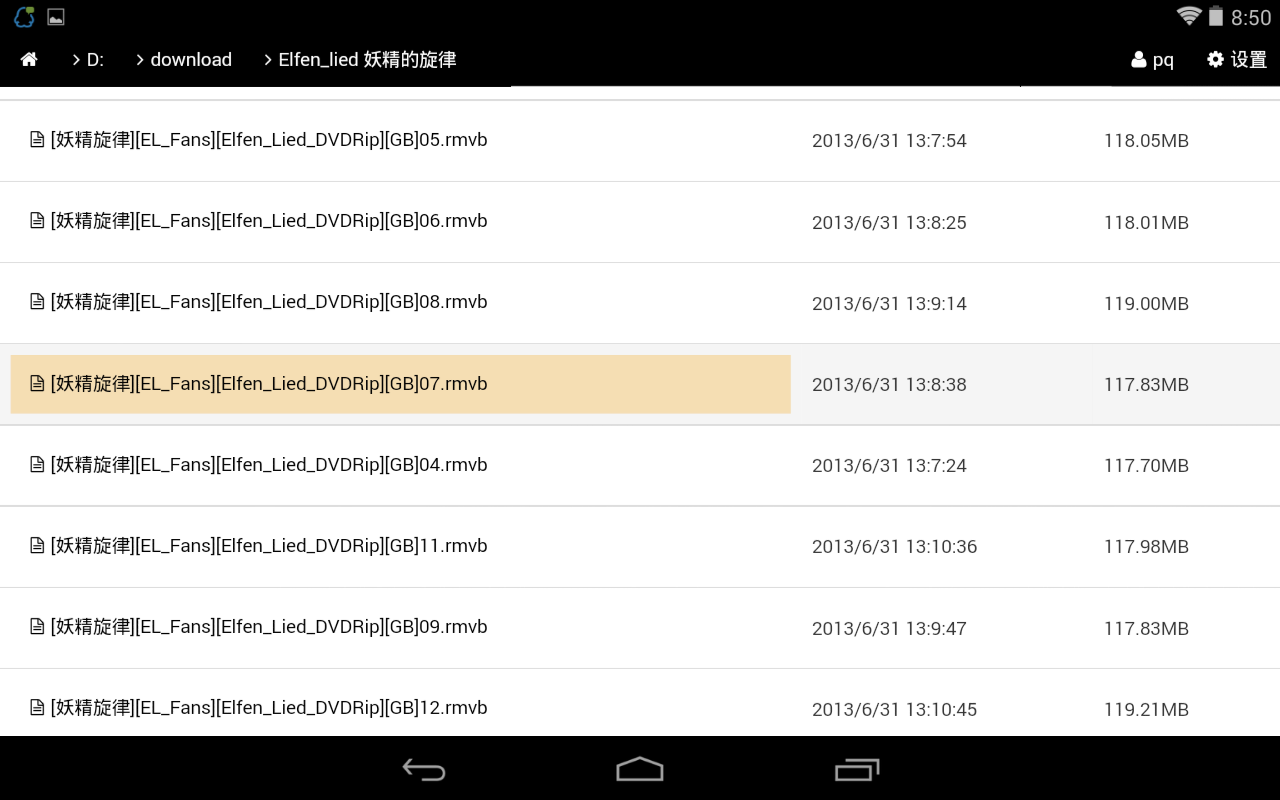 8:50
D: download Elfen_lied 妖精的旋律 pq 设置
[妖精旋律][EL_Fans][Elfen_Lied_DVDRip][GB]05.rmvb 2013/6/31 13:7:54 118.05MB
[妖精旋律][EL_Fans][Elfen_Lied_DVDRip][GB]06.rmvb 2013/6/31 13:8:25 118.01MB
[妖精旋律][EL_Fans][Elfen_Lied_DVDRip][GB]08.rmvb 2013/6/31 13:9:14 119.00MB
[妖精旋律][EL_Fans][Elfen_Lied_DVDRip][GB]07.rmvb 2013/6/31 13:8:38 117.83MB
[妖精旋律][EL_Fans][Elfen_Lied_DVDRip][GB]04.rmvb 2013/6/31 13:7:24 117.70MB
[妖精旋律][EL_Fans][Elfen_Lied_DVDRip][GB]11.rmvb 2013/6/31 13:10:36 117.98MB
[妖精旋律][EL_Fans][Elfen_Lied_DVDRip][GB]09.rmvb 2013/6/31 13:9:47 117.83MB
[妖精旋律][EL_Fans][Elfen_Lied_DVDRip][GB]12.rmvb 2013/6/31 13:10:45 119.21MB